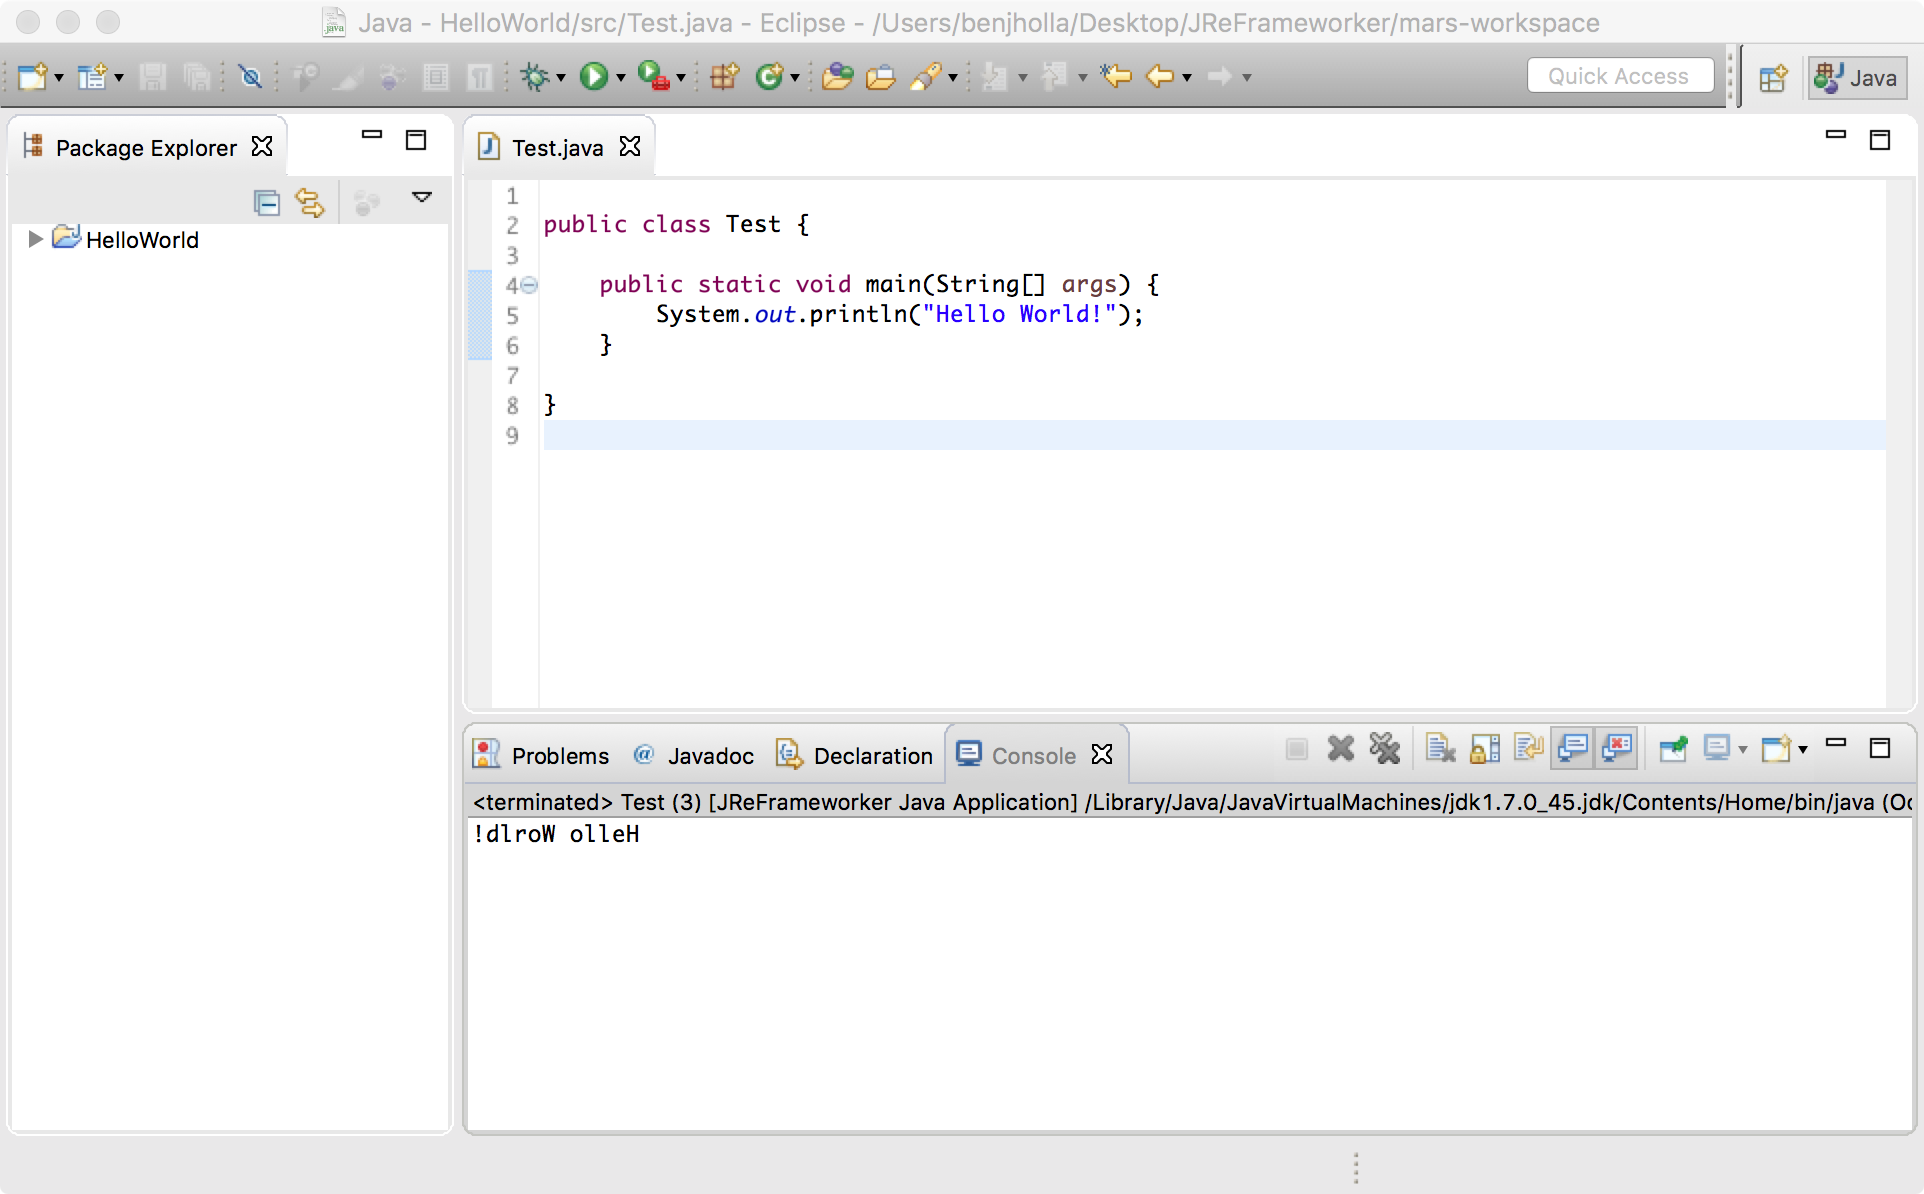 Java - HelloWorld/src/Test.java - Eclipse - /Users/benjholla/Desktop/JReFrameworker/mars-workspace
Quick Access
Java
Package Explorer
HelloWorld
Test.java
1
2 public class Test {
3
4 public static void main(String[] args) {
5 System.out.println("Hello World!");
6 }
7
8 }
9
Problems @ Javadoc Declaration Console
<terminated> Test (3) [JReFrameworker Java Application] /Library/Java/JavaVirtualMachines/jdk1.7.0_45.jdk/Contents/Home/bin/java (Oc
!dlroW olleH